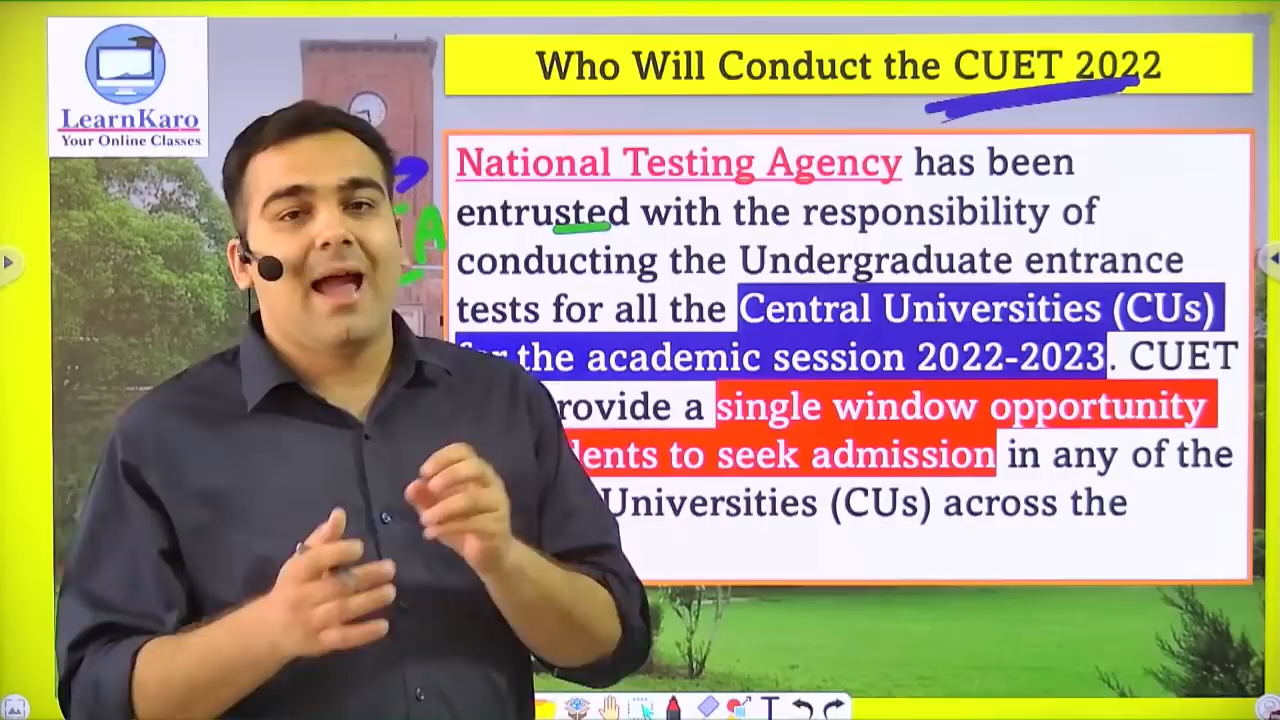 LearnKaro
Your Online Classes
Who Will Conduct the CUET 2022
National Testing Agency has been
entrusted with the responsibility of
conducting the Undergraduate entrance
tests for all the Central Universities (CUs)
the academic session 2022-2023. CUET
a single window opportunity
to seek admission in any of the
Universities (CUs) across the
A
T